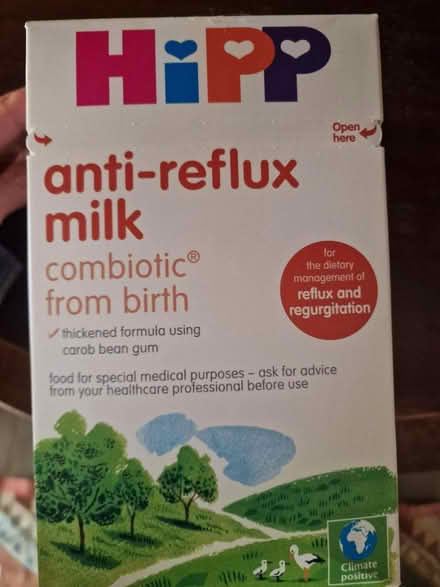 HiPP
Open
here
anti-reflux
milk
combiotic®
from birth
for
the dietary
management of
reflux and
regurgitation
✓thickened formula using
carob bean gum
food for special medical purposes – ask for advice
from your healthcare professional before use
Climate
positive